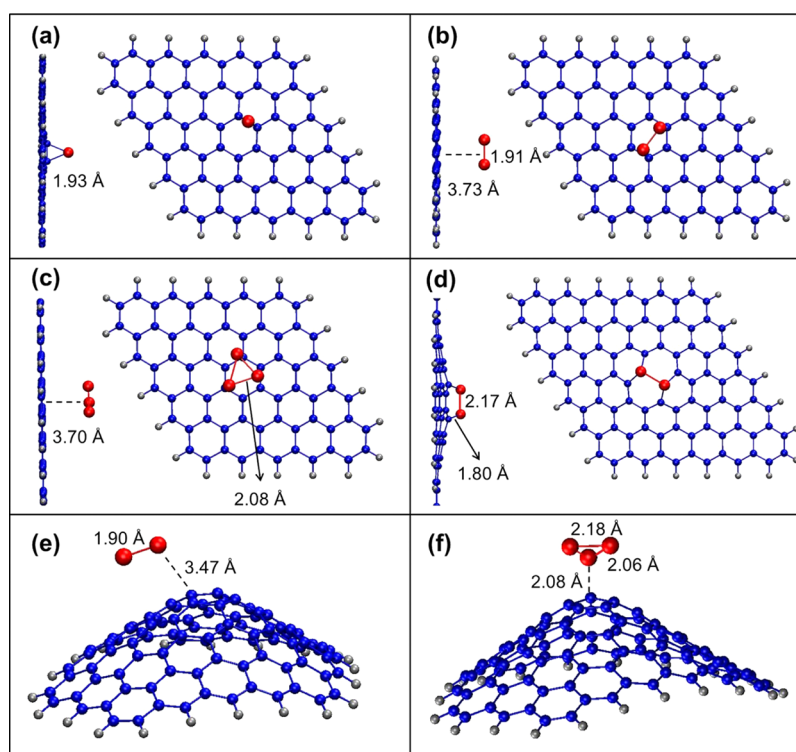 (a)
1.93 Å
(b)
1.91 Å
3.73 Å
(c)
3.70 Å
2.08 Å
(d)
2.17 Å
1.80 Å
(e)
1.90 Å
3.47 Å
(f)
2.18 Å
2.06 Å
2.08 Å